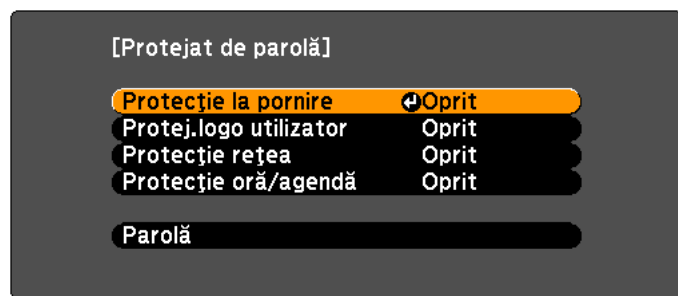 [Protejat de parolă]
Protecţie la pornire Oprit
Protej.logo utilizator Oprit
Protecţie reţea Oprit
Protecţie oră/agendă Oprit
Parolă